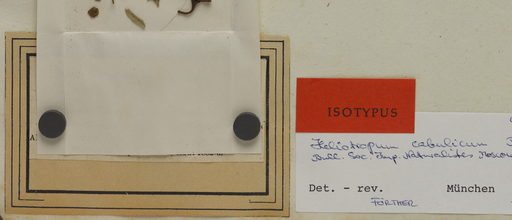 ISOTYPUS
Heliotropium cabulicum
Bull. Soc. Imp. Naturalistes Moscou
Det. - rev. München
FÖRTHER